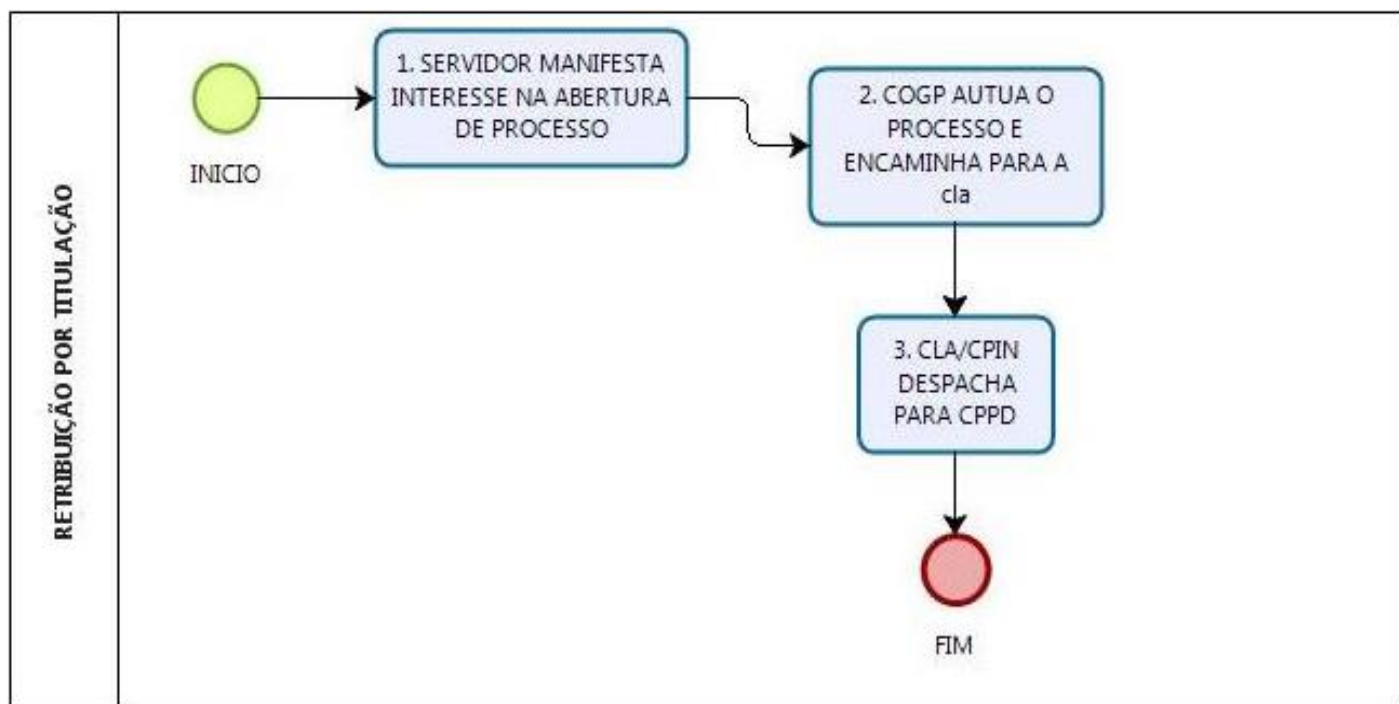 RETRIBUIÇÃO POR TITULAÇÃO
INICIO
1. SERVIDOR MANIFESTA
INTERESSE NA ABERTURA
DE PROCESSO
2. COGP AUTUA O
PROCESSO E
ENCAMINHA PARA A
cla
3. CLA/CPIN
DESPACHA
PARA CPPD
FIM